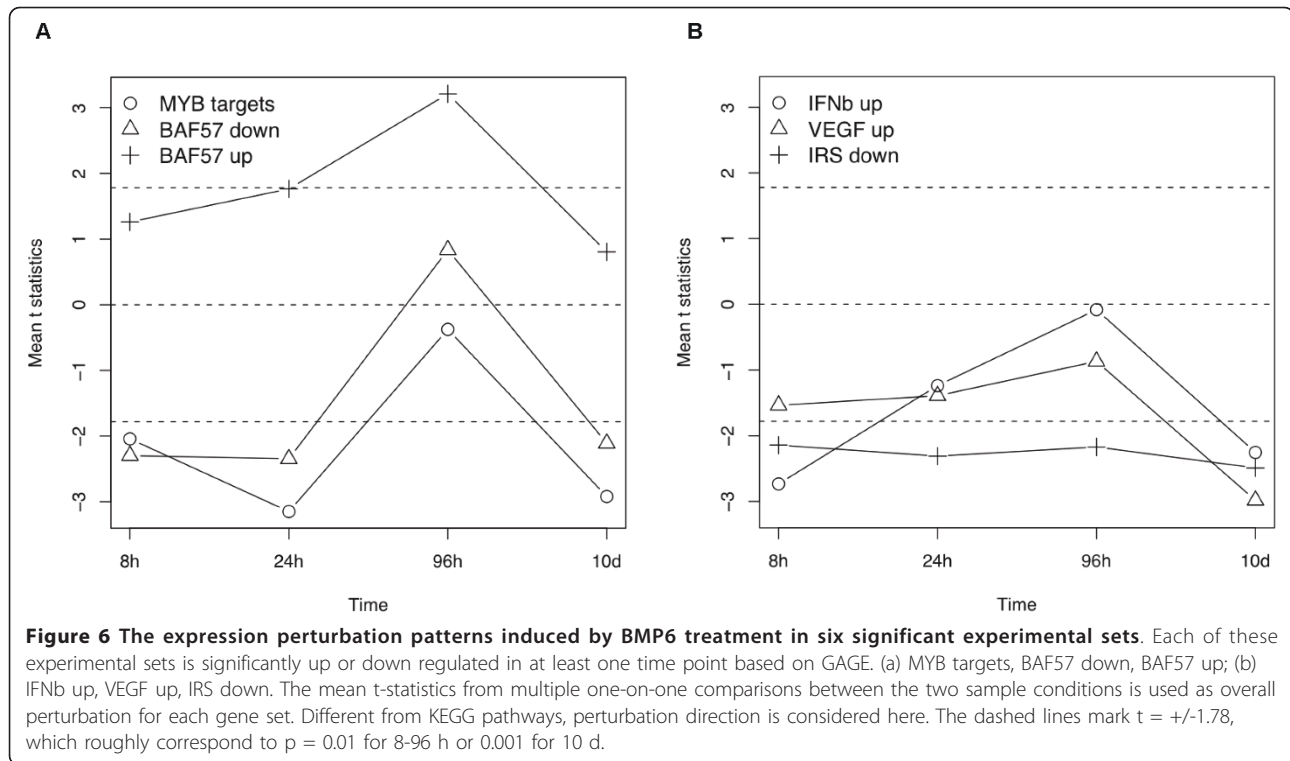 A
B
MYB targets
BAF57 down
BAF57 up
3
2
1
0
-1
-2
-3
Mean t statistics
8h
24h
96h
10d
Time
IFNb up
VEGF up
IRS down
3
2
1
0
-1
-2
-3
Mean t statistics
8h
24h
96h
10d
Time
Figure 6 The expression perturbation patterns induced by BMP6 treatment in six significant experimental sets. Each of these
experimental sets is significantly up or down regulated in at least one time point based on GAGE. (a) MYB targets, BAF57 down, BAF57 up; (b)
IFNb up, VEGF up, IRS down. The mean t-statistics from multiple one-on-one comparisons between the two sample conditions is used as overall
perturbation for each gene set. Different from KEGG pathways, perturbation direction is considered here. The dashed lines mark t = +/-1.78,
which roughly correspond to p = 0.01 for 8-96 h or 0.001 for 10 d.